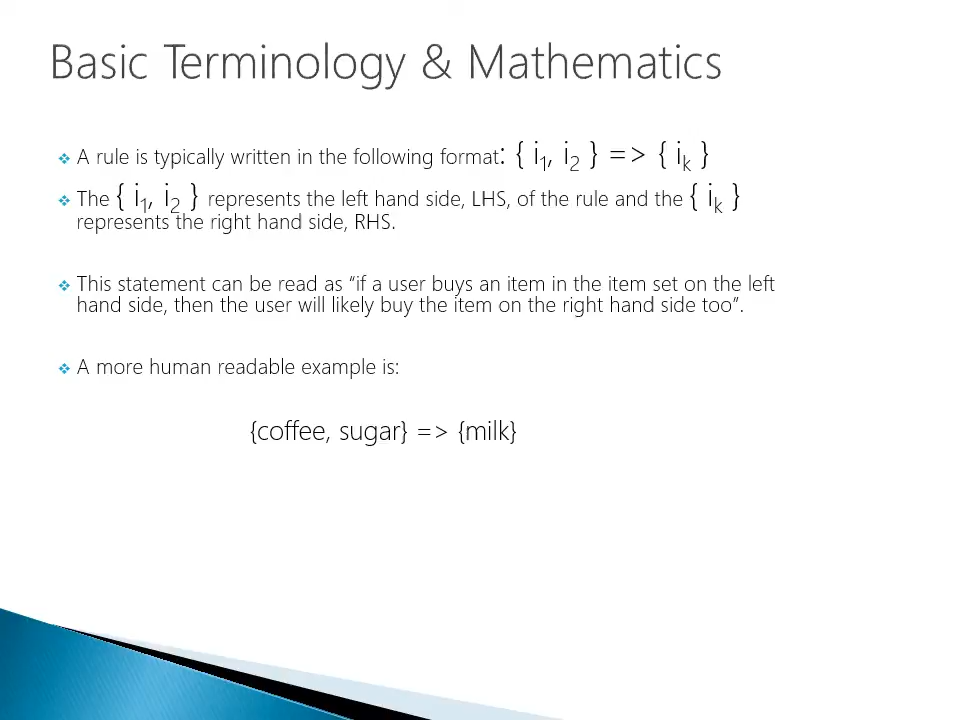 Basic Terminology & Mathematics
❖ A rule is typically written in the following format: { i1, i2 } => { ik }
❖ The { i1, i2 } represents the left hand side, LHS, of the rule and the { ik }
represents the right hand side, RHS.
❖ This statement can be read as “if a user buys an item in the item set on the left
hand side, then the user will likely buy the item on the right hand side too”.
❖ A more human readable example is:
{coffee, sugar} => {milk}